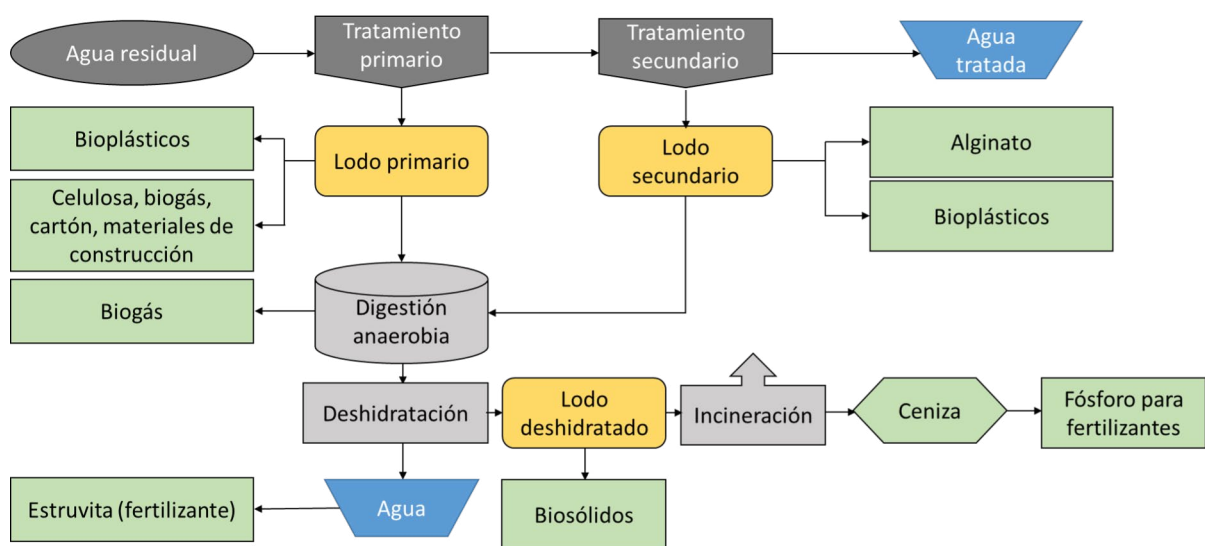 Agua residual
Tratamiento
primario
Tratamiento
secundario
Agua
tratada
Bioplásticos
Lodo primario
Lodo
secundario
Alginato
Celulosa, biogás,
cartón, materiales de
construcción
Bioplásticos
Biogás
Digestión
anaerobia
Deshidratación
Lodo
deshidratado
Incineración
Ceniza
Fósforo para
fertilizantes
Estruvita (fertilizante)
Agua
Biosólidos